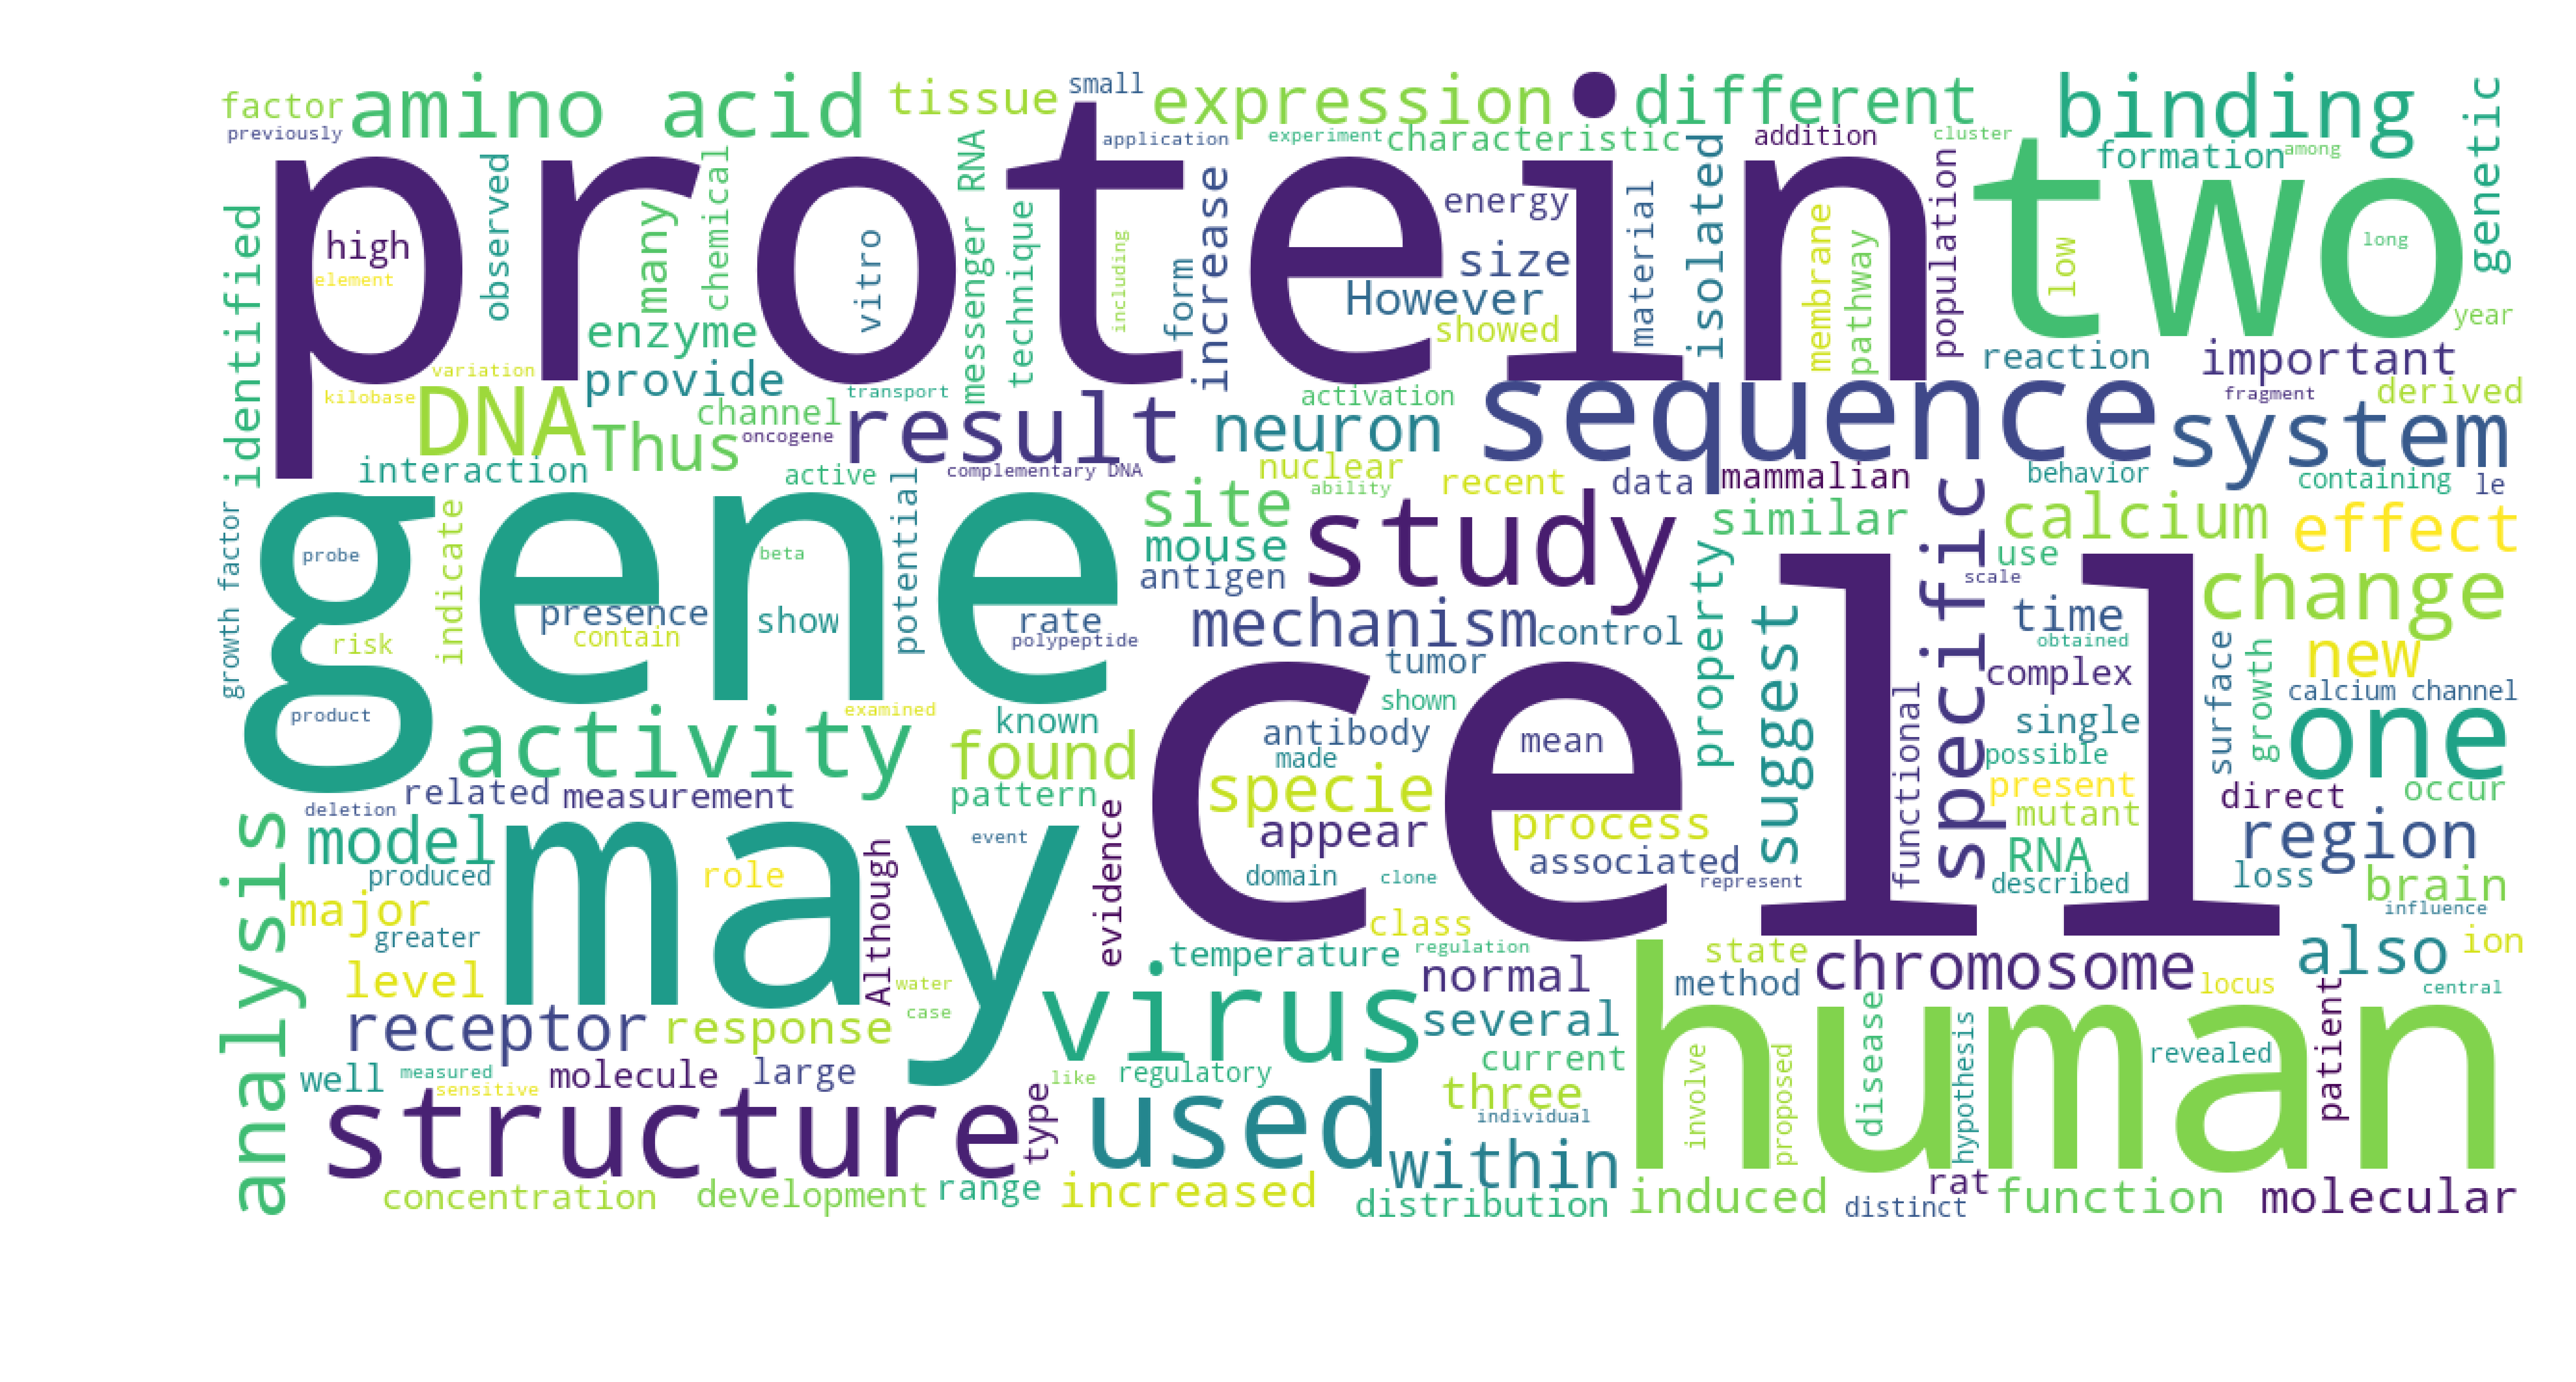 small
factor
amino acid
tissue
expression
different
binding
genetic
previously
application
experiment
characteristic
addition
cluster
formation
among
protein
two
observed
many
chemical
messenger RNA
technique
including
increase
form
energy
size
However
showed
material
isolated
membrane
pathway
population
low
long
year
high
element
vitro
identified
enzyme
provide
variation
kilobase
transport
reaction
important
fragment
derived
DNA
Thus
channel
oncogene
result
activation
neuron
sequence
system
interaction
active
complementary DNA
nuclear
ability
recent
data
mammalian
behavior
containing
le
growth factor
gene
probe
indicate
beta
potential
site
mouse
antigen
study
similar
property
specific
calcium
use
scale
effect
change
presence
contain
show
rate
polypeptide
risk
mechanism
control
suggest
time
obtained
new
tumor
complex
surface
growth
calcium channel
product
examined
known
shown
antibody
made
mean
cell
functional
single
possible
one
activity
found
pattern
specie
deletion
related
measurement
present
mutant
direct
occur
analysis
model
may
event
evidence
appear
process
associated
represent
RNA
described
region
loss
brain
influence
produced
role
Although
domain
clone
major
greater
class
level
water
case
temperature
regulation
normal
state
method
chromosome
locus
also
ion
central
receptor
response
virus
several
human
current
disease
hypothesis
revealed
patient
involve
proposed
well
measured
sensitive
molecule
large
like
regulatory
three
individual
structure
type
used
within
concentration
development
range
increased
distribution
induced
distinct
rat
function
molecular